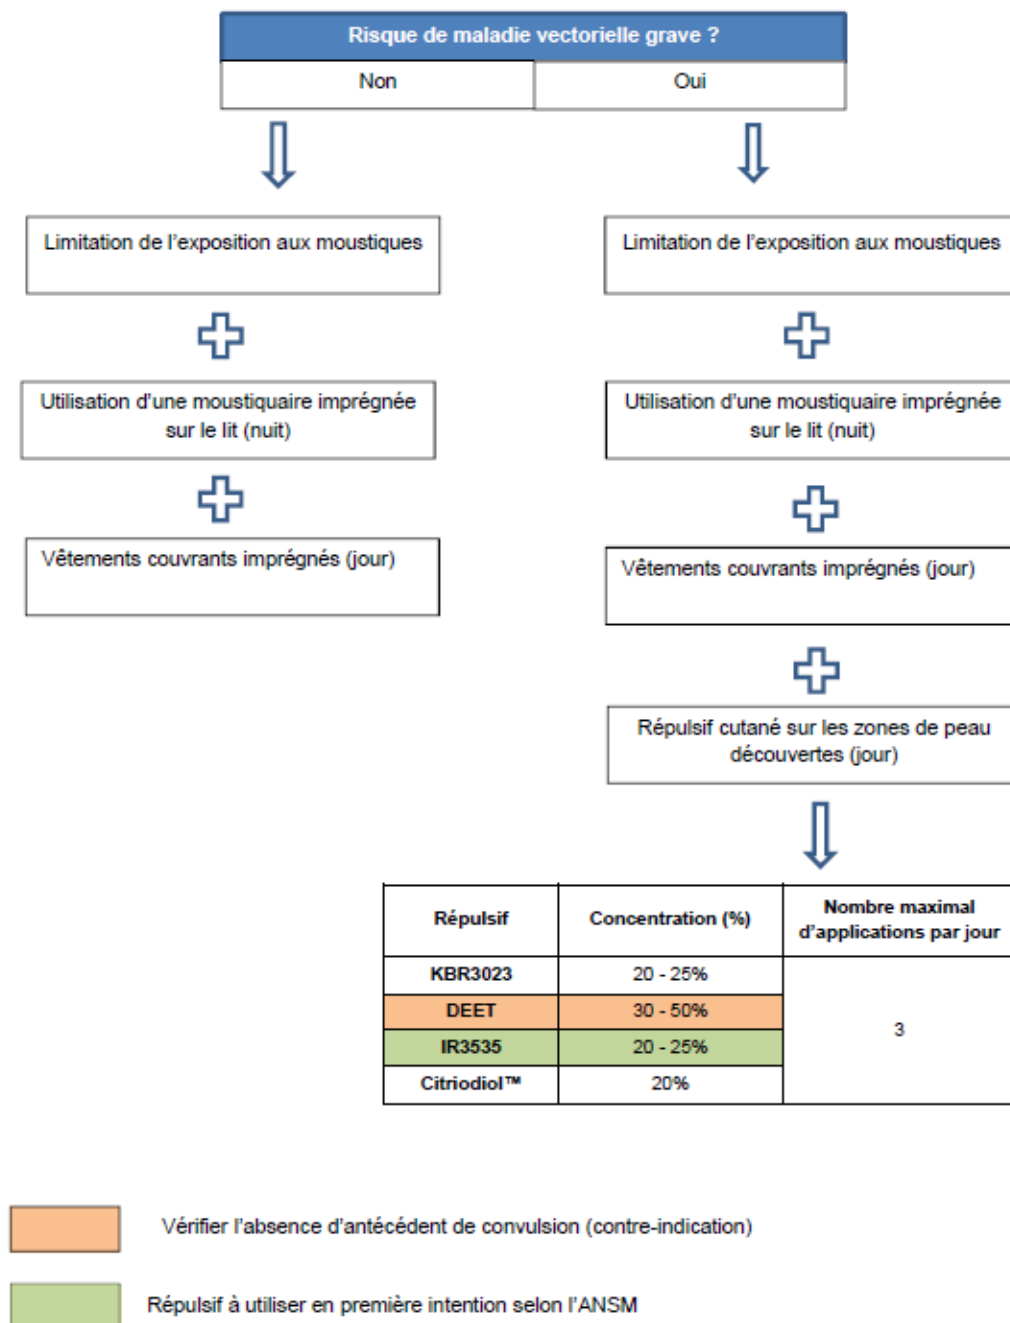 Risque de maladie vectorielle grave ?
Non
Oui
Limitation de l'exposition aux moustiques
Limitation de l'exposition aux moustiques
Utilisation d'une moustiquaire imprégnée
sur le lit (nuit)
Utilisation d'une moustiquaire imprégnée
sur le lit (nuit)
Vêtements couvrants imprégnés (jour)
Vêtements couvrants imprégnés (jour)
Répulsif cutané sur les zones de peau
découvertes (jour)
Répulsif
Concentration (%)
Nombre maximal
d'applications par jour
KBR3023
20 - 25%
DEET
30 - 50%
3
IR3535
20 - 25%
Citriodiol™
20%
Vérifier l'absence d'antécédent de convulsion (contre-indication)
Répulsif à utiliser en première intention selon l'ANSM